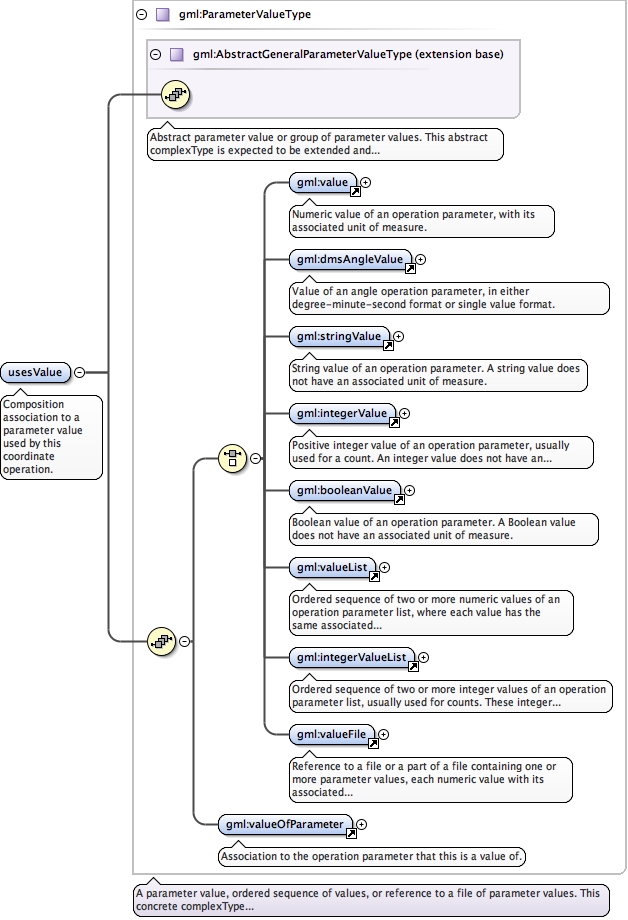 gml:ParameterValueType
gml:AbstractGeneralParameterValueType (extension base)
Abstract parameter value or group of parameter values. This abstract
complexType is expected to be extended and...
gml:value
Numeric value of an operation parameter, with its
associated unit of measure.
gml:dmsAngleValue
Value of an angle operation parameter, in either
degree-minute-second format or single value format.
gml:stringValue
String value of an operation parameter. A string value does
not have an associated unit of measure.
usesValue
Composition
association to a
parameter value
used by this
coordinate
operation.
gml:integerValue
Positive integer value of an operation parameter, usually
used for a count. An integer value does not have an...
gml:booleanValue
Boolean value of an operation parameter. A Boolean value
does not have an associated unit of measure.
gml:valueList
Ordered sequence of two or more numeric values of an
operation parameter list, where each value has the
same associated...
gml:integerValueList
Ordered sequence of two or more integer values of an operation
parameter list, usually used for counts. These integer...
gml:valueFile
Reference to a file or a part of a file containing one or
more parameter values, each numeric value with its
associated...
gml:valueOfParameter
Association to the operation parameter that this is a value of.
A parameter value, ordered sequence of values, or reference to a file of parameter values. This
concrete complexType...